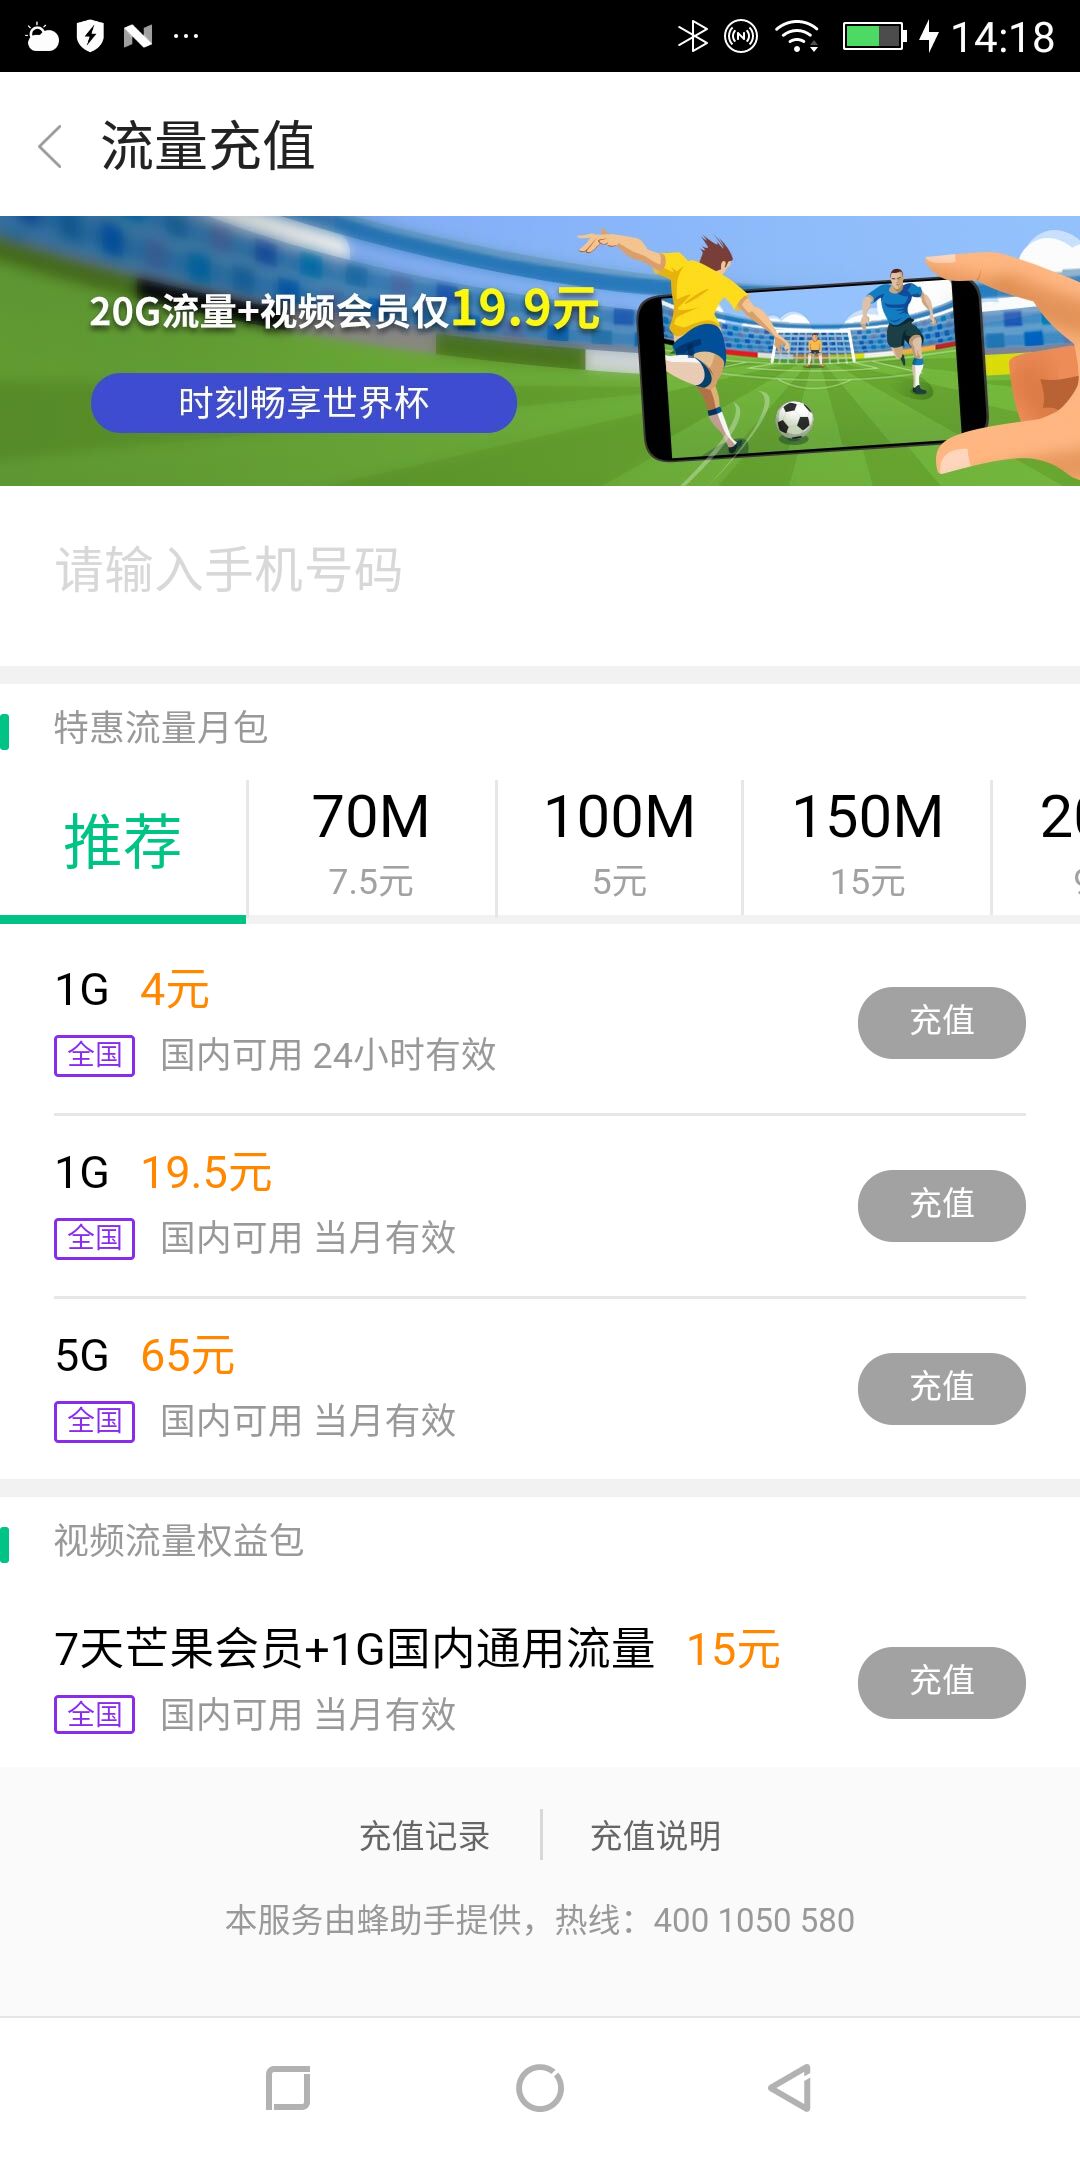 14:18
流量充值
20G流量+视频会员仅19.9元
时刻畅享世界杯
请输入手机号码
特惠流量月包
推荐
70M
7.5元
100M
5元
150M
15元
1G 4元
全国 国内可用 24小时有效
充值
1G 19.5元
全国 国内可用 当月有效
充值
5G 65元
全国 国内可用 当月有效
充值
视频流量权益包
7天芒果会员+1G国内通用流量 15元
全国 国内可用 当月有效
充值
充值记录
充值说明
本服务由蜂助手提供，热线：400 1050 580